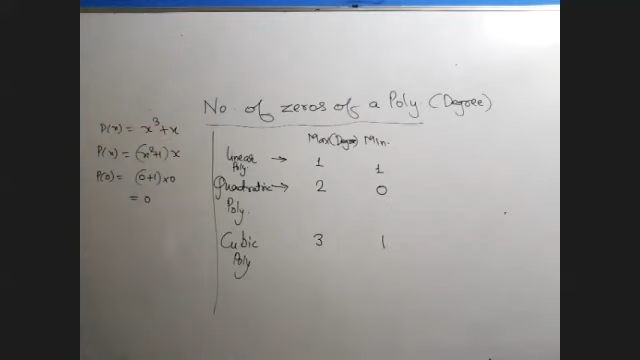 No. of zeros of a Poly (Degree)
P(x) = x³+x
P(x) = (x²+1) x
P(0) = (0+1)×0
= 0
Max(Degree) Min.
Linear Poly → 1 1
Quadratic Poly. → 2 0
Cubic Poly 3 1